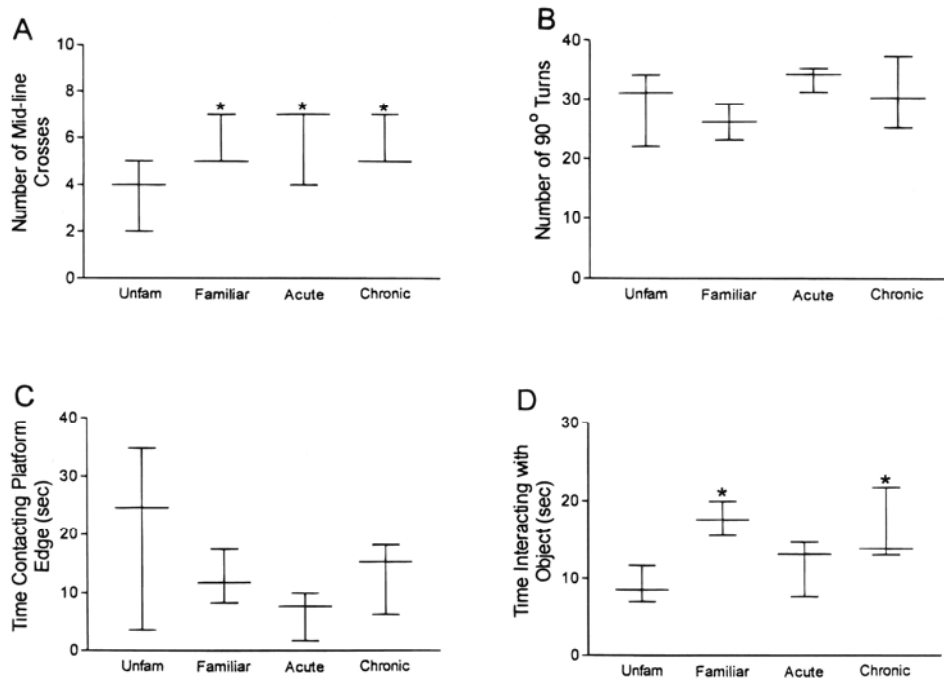 A
Number of Mid-line
Crosses
10
8
6
4
2
0
*
*
*
Unfam Familiar Acute Chronic
B
Number of 90° Turns
40
30
20
10
0
Unfam Familiar Acute Chronic
C
Time Contacting Platform
Edge (sec)
40
30
20
10
0
Unfam Familiar Acute Chronic
D
Time Interacting with
Object (sec)
30
20
10
0
*
*
Unfam Familiar Acute Chronic